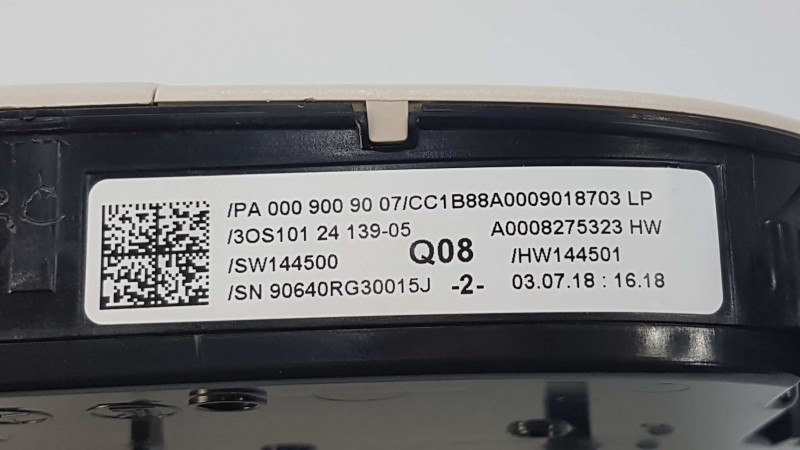 /PA 000 900 90 07/CC1B88A0009018703 LP
/3OS101 24 139-05 A0008275323 HW
/SW144500 Q08 /HW144501
/SN 90640RG30015J -2- 03.07.18 : 16.18